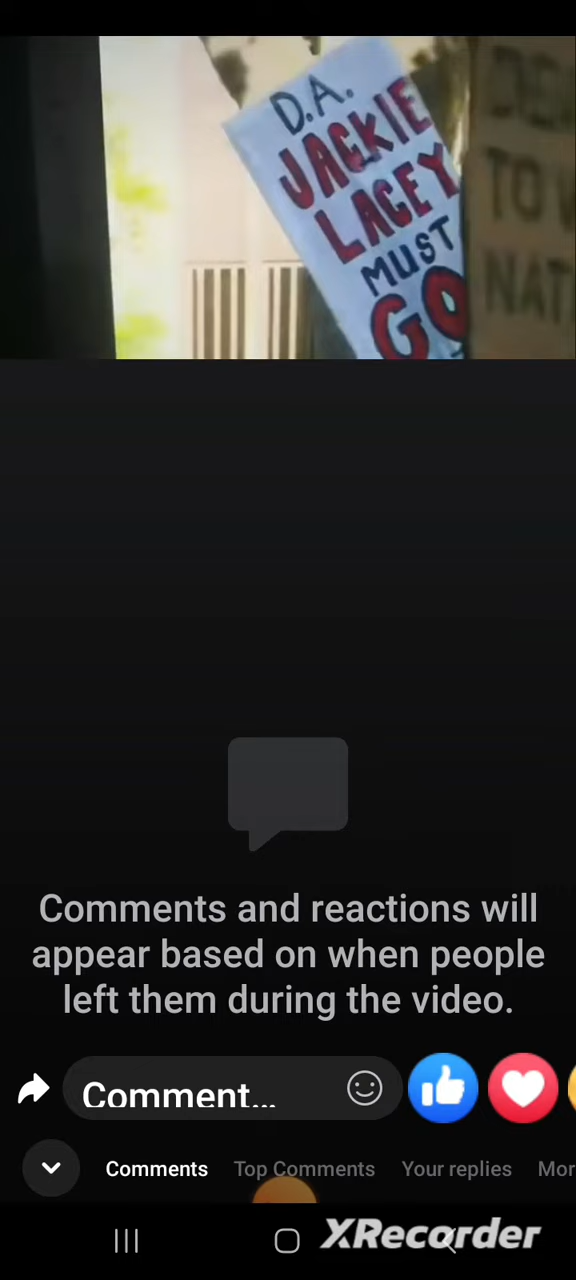 D.A.
JACKIE
LACEY
MUST
GO
TO
Comments and reactions will
appear based on when people
left them during the video.
Comment...
Comments Top Comments Your replies
XRecorder